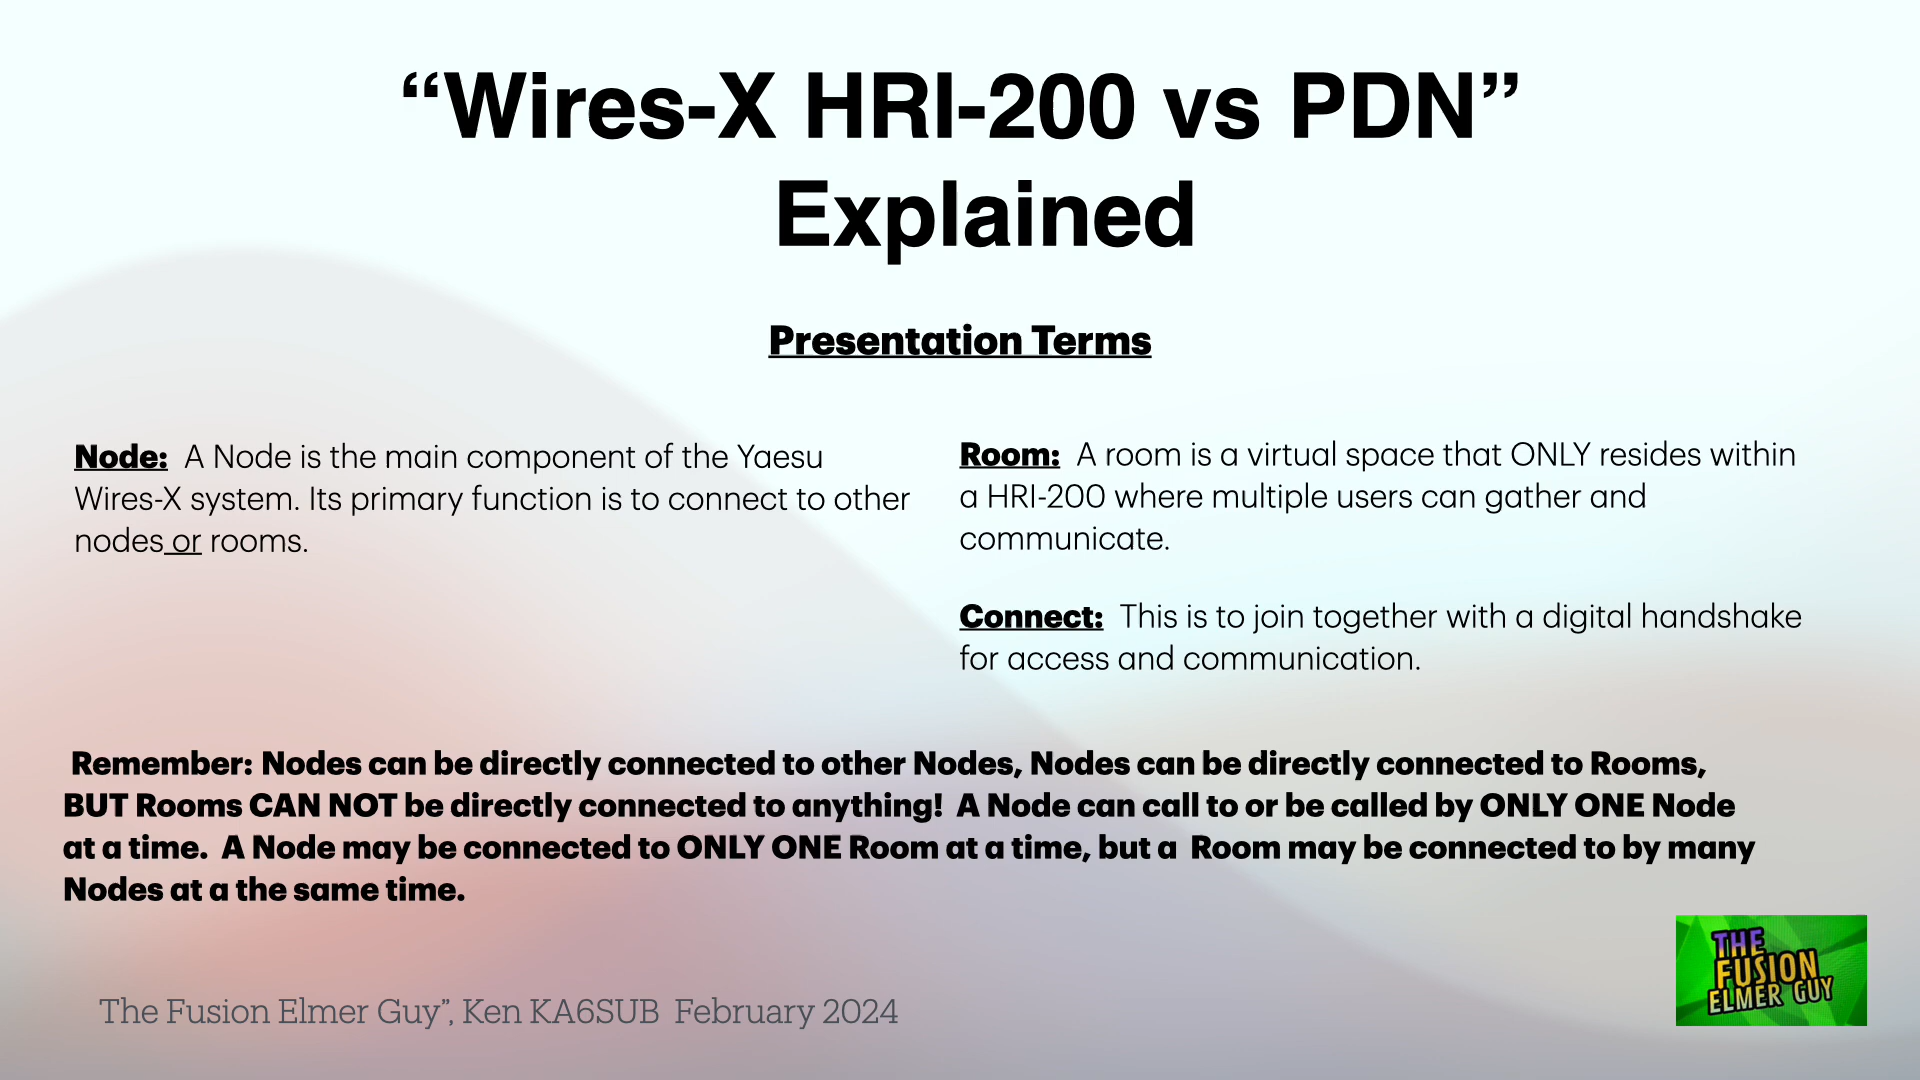 “Wires-X HRI-200 vs PDN”
Explained
Presentation Terms
Node:  A Node is the main component of the Yaesu
Wires-X system. Its primary function is to connect to other
nodes or rooms.
Room:  A room is a virtual space that ONLY resides within
a HRI-200 where multiple users can gather and
communicate.
Connect:  This is to join together with a digital handshake
for access and communication.
Remember: Nodes can be directly connected to other Nodes, Nodes can be directly connected to Rooms,
BUT Rooms CAN NOT be directly connected to anything!  A Node can call to or be called by ONLY ONE Node
at a time.  A Node may be connected to ONLY ONE Room at a time, but a  Room may be connected to by many
Nodes at a the same time.
THE
FUSION
ELMER GUY
The Fusion Elmer Guy”, Ken KA6SUB  February 2024